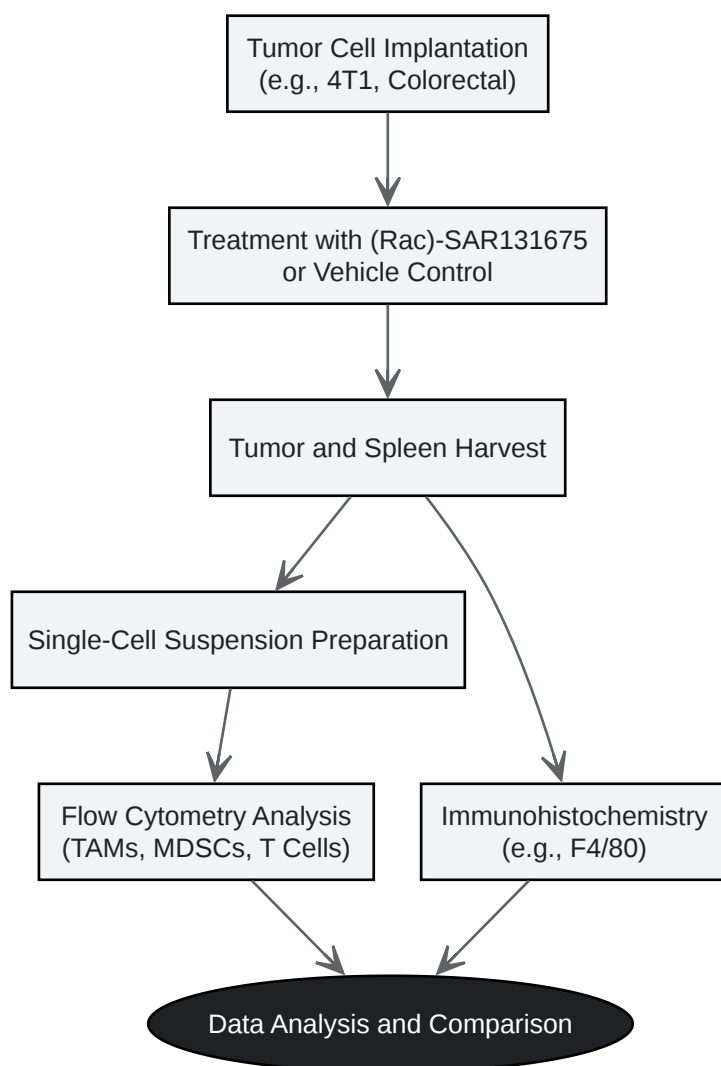 Tumor Cell Implantation
(e.g., 4T1, Colorectal)
Treatment with (Rac)-SAR131675
or Vehicle Control
Tumor and Spleen Harvest
Single-Cell Suspension Preparation
Flow Cytometry Analysis
(TAMs, MDSCs, T Cells)
Immunohistochemistry
(e.g., F4/80)
Data Analysis and Comparison